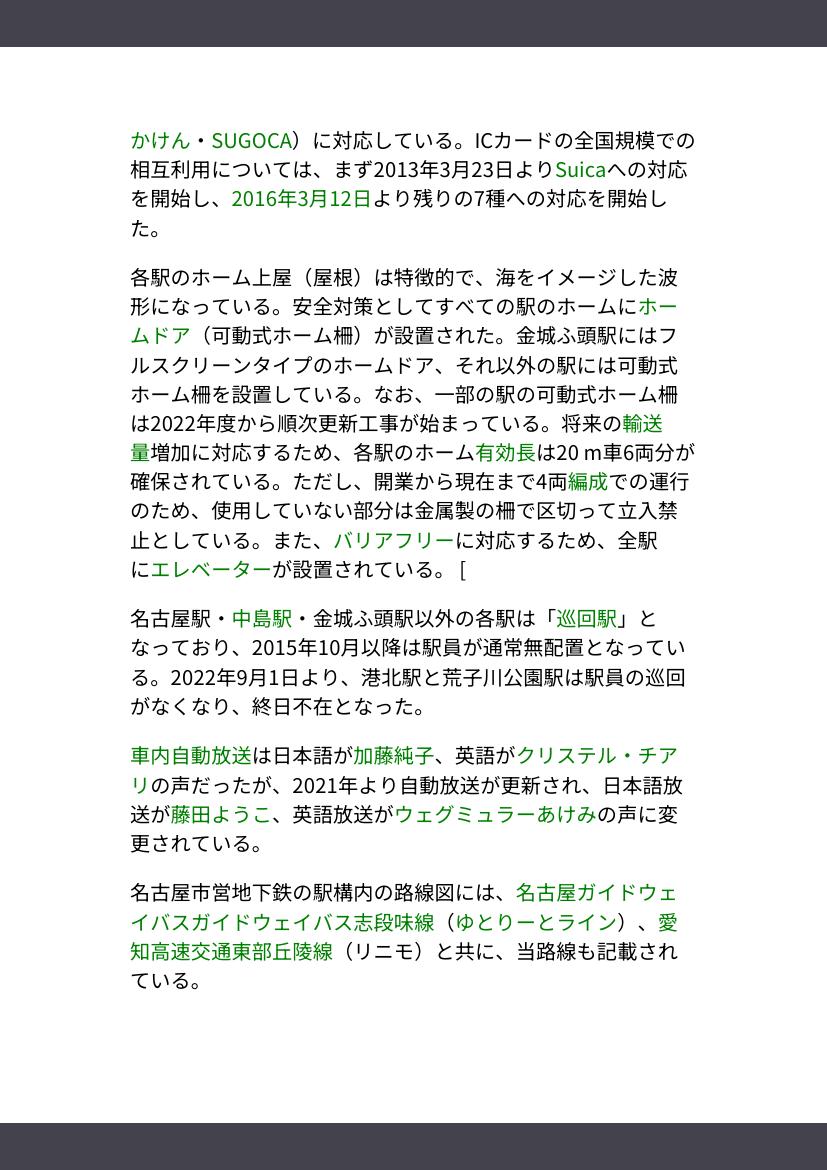 かけん・SUGOCA）に対応している。ICカードの全国規模での
相互利用については、まず2013年3月23日よりSuicaへの対応
を開始し、2016年3月12日より残りの7種への対応を開始し
た。
各駅のホーム上屋（屋根）は特徴的で、海をイメージした波
形になっている。安全対策としてすべての駅のホームにホー
ムドア（可動式ホーム柵）が設置された。金城ふ頭駅にはフ
ルスクリーンタイプのホームドア、それ以外の駅には可動式
ホーム柵を設置している。なお、一部の駅の可動式ホーム柵
は2022年度から順次更新工事が始まっている。将来の輸送
量増加に対応するため、各駅のホーム有効長は20 m車6両分が
確保されている。ただし、開業から現在まで4両編成での運行
のため、使用していない部分は金属製の柵で区切って立入禁
止としている。また、バリアフリーに対応するため、全駅
にエレベーターが設置されている。 [
名古屋駅・中島駅・金城ふ頭駅以外の各駅は「巡回駅」と
なっており、2015年10月以降は駅員が通常無配置となってい
る。2022年9月1日より、港北駅と荒子川公園駅は駅員の巡回
がなくなり、終日不在となった。
車内自動放送は日本語が加藤純子、英語がクリステル・チア
リの声だったが、2021年より自動放送が更新され、日本語放
送が藤田ようこ、英語放送がウェグミュラーあけみの声に変
更されている。
名古屋市営地下鉄の駅構内の路線図には、名古屋ガイドウェ
イバスガイドウェイバス志段味線（ゆとりーとライン）、愛
知高速交通東部丘陵線（リニモ）と共に、当路線も記載され
ている。